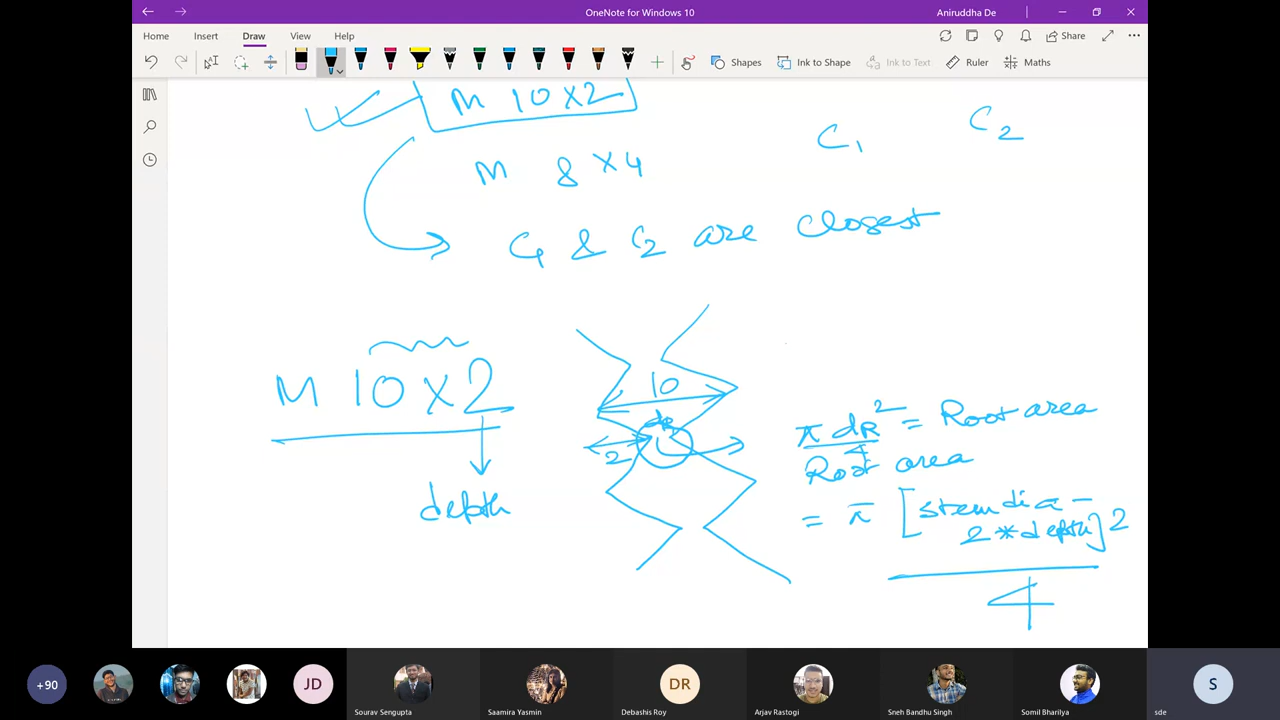 OneNote for Windows 10
Aniruddha De
Home Insert Draw View Help
Share
Shapes Ink to Shape Ink to Text Ruler Maths
M 10 X 2
C1 C2
M 8 X 4
C1 & C2 are closest
M 10 X 2
depth
10
dR
2
π dR² = Root area
4
Root area
= π [stem dia -
2 * depth] 2
4
+90
JD
DR
S
Sourav Sengupta
Saamira Yasmin
Debashis Roy
Arjav Rastogi
Sneh Bandhu Singh
Somil Bharilya
sde